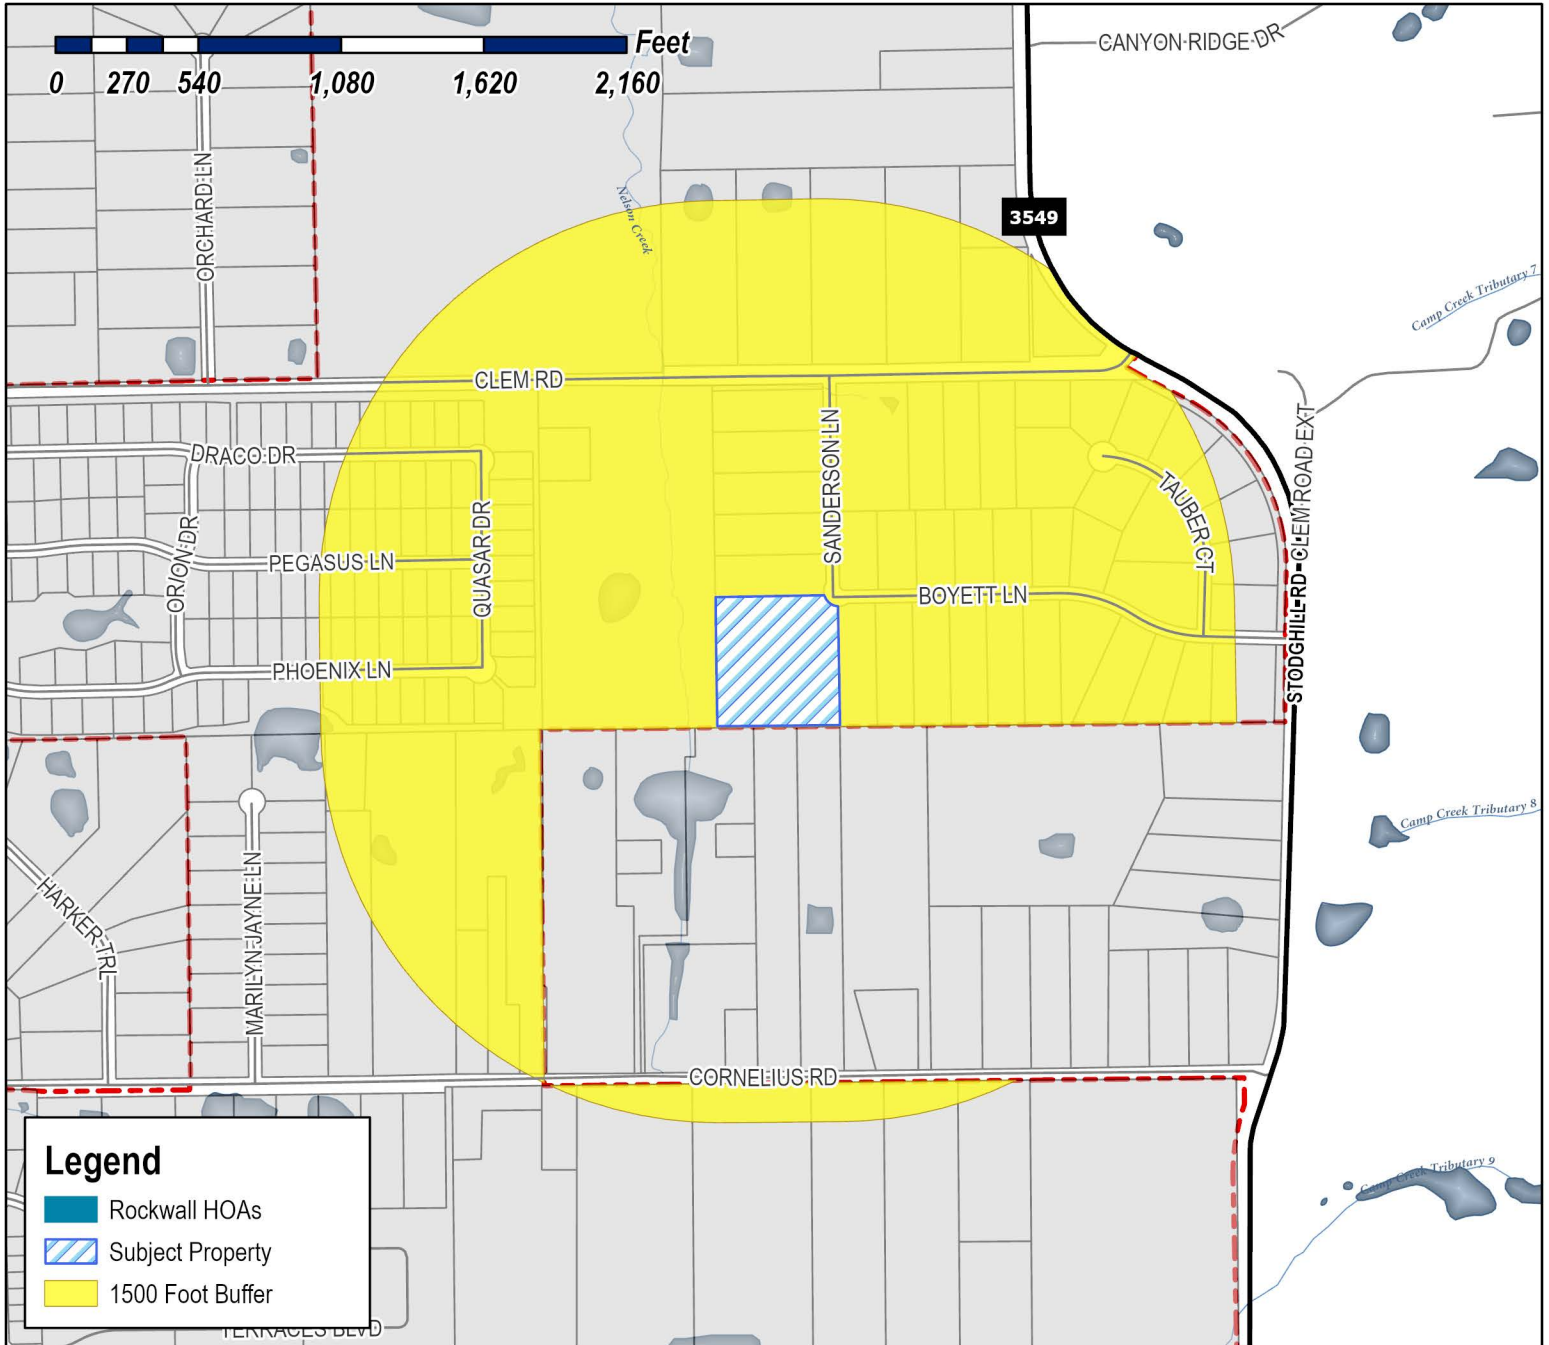 Feet
0 270 540 1,080 1,620 2,160
CANYON RIDGE DR
3549
ORCHARD LN
Nelson Creek
Camp Creek Tributary 7
CLEM RD
DRACO DR
SANDERSON LN
TAUBER CT
STODGHILL RD-CLEM ROAD EXT
ORION DR
PEGASUS LN
QUASAR DR
BOYETT LN
PHOENIX LN
Camp Creek Tributary 8
HARKER TRL
MARILYN JAYNE LN
CORNELIUS RD
Camp Creek Tributary 9
Legend
Rockwall HOAs
Subject Property
1500 Foot Buffer
TERRACES BLVD